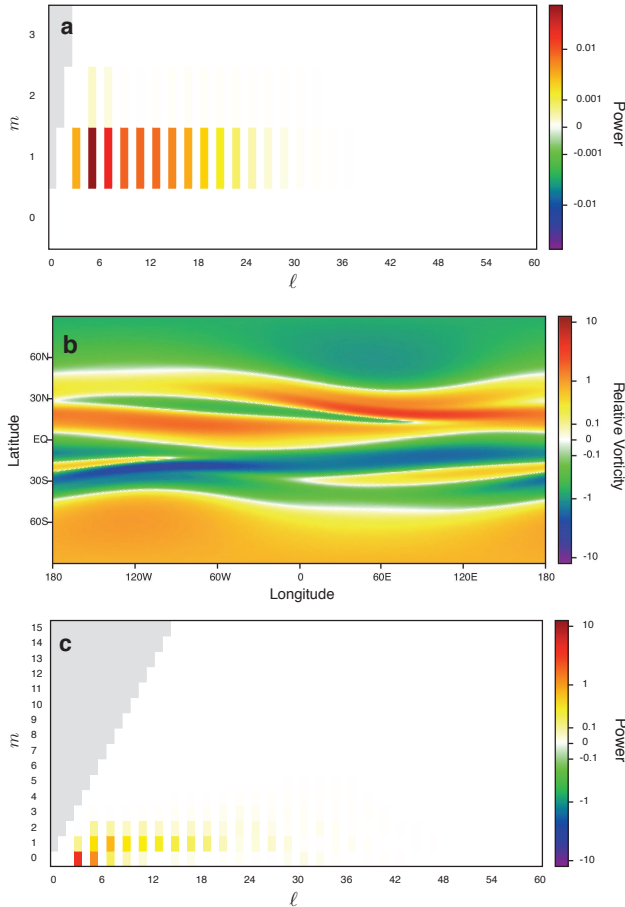 a
3
2
1
0
m
0 6 12 18 24 30 36 42 48 54 60
ℓ
0.01
0.001
0
-0.001
-0.01
Power
b
60N
30N
EQ
30S
60S
Latitude
180 120W 60W 0 60E 120E 180
Longitude
10
1
0.1
0
-0.1
-1
-10
Relative Vorticity
c
15
14
13
12
11
10
9
8
7
6
5
4
3
2
1
0
m
0 6 12 18 24 30 36 42 48 54 60
ℓ
10
1
0.1
0
-0.1
-1
-10
Power